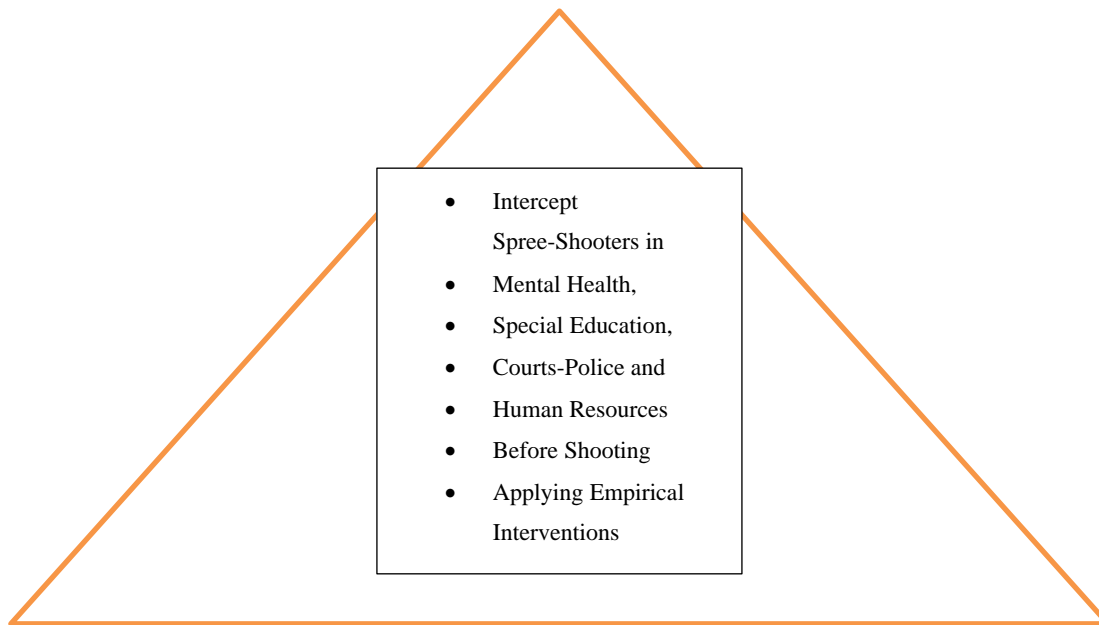 • Intercept
Spree-Shooters in
• Mental Health,
• Special Education,
• Courts-Police and
• Human Resources
• Before Shooting
• Applying Empirical
Interventions